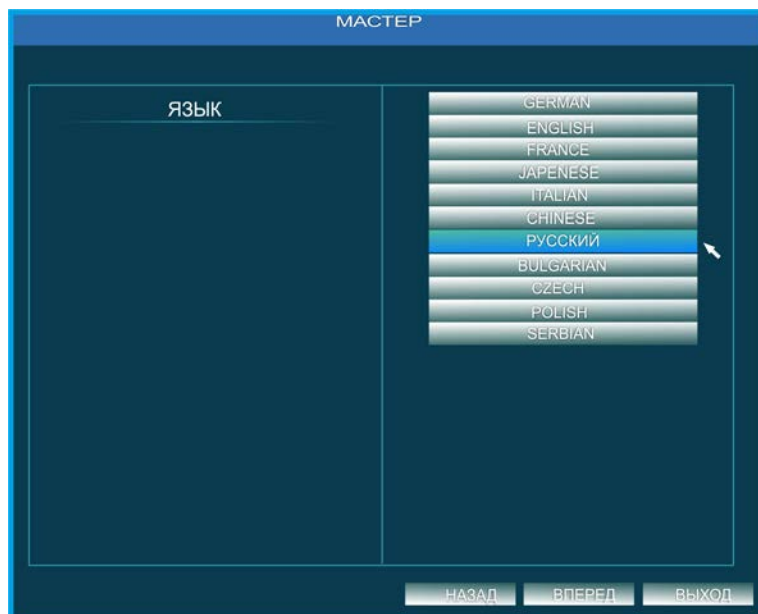 МАСТЕР
ЯЗЫК
GERMAN
ENGLISH
FRANCE
JAPENESE
ITALIAN
CHINESE
РУССКИЙ
BULGARIAN
CZECH
POLISH
SERBIAN
НАЗАД ВПЕРЕД ВЫХОД